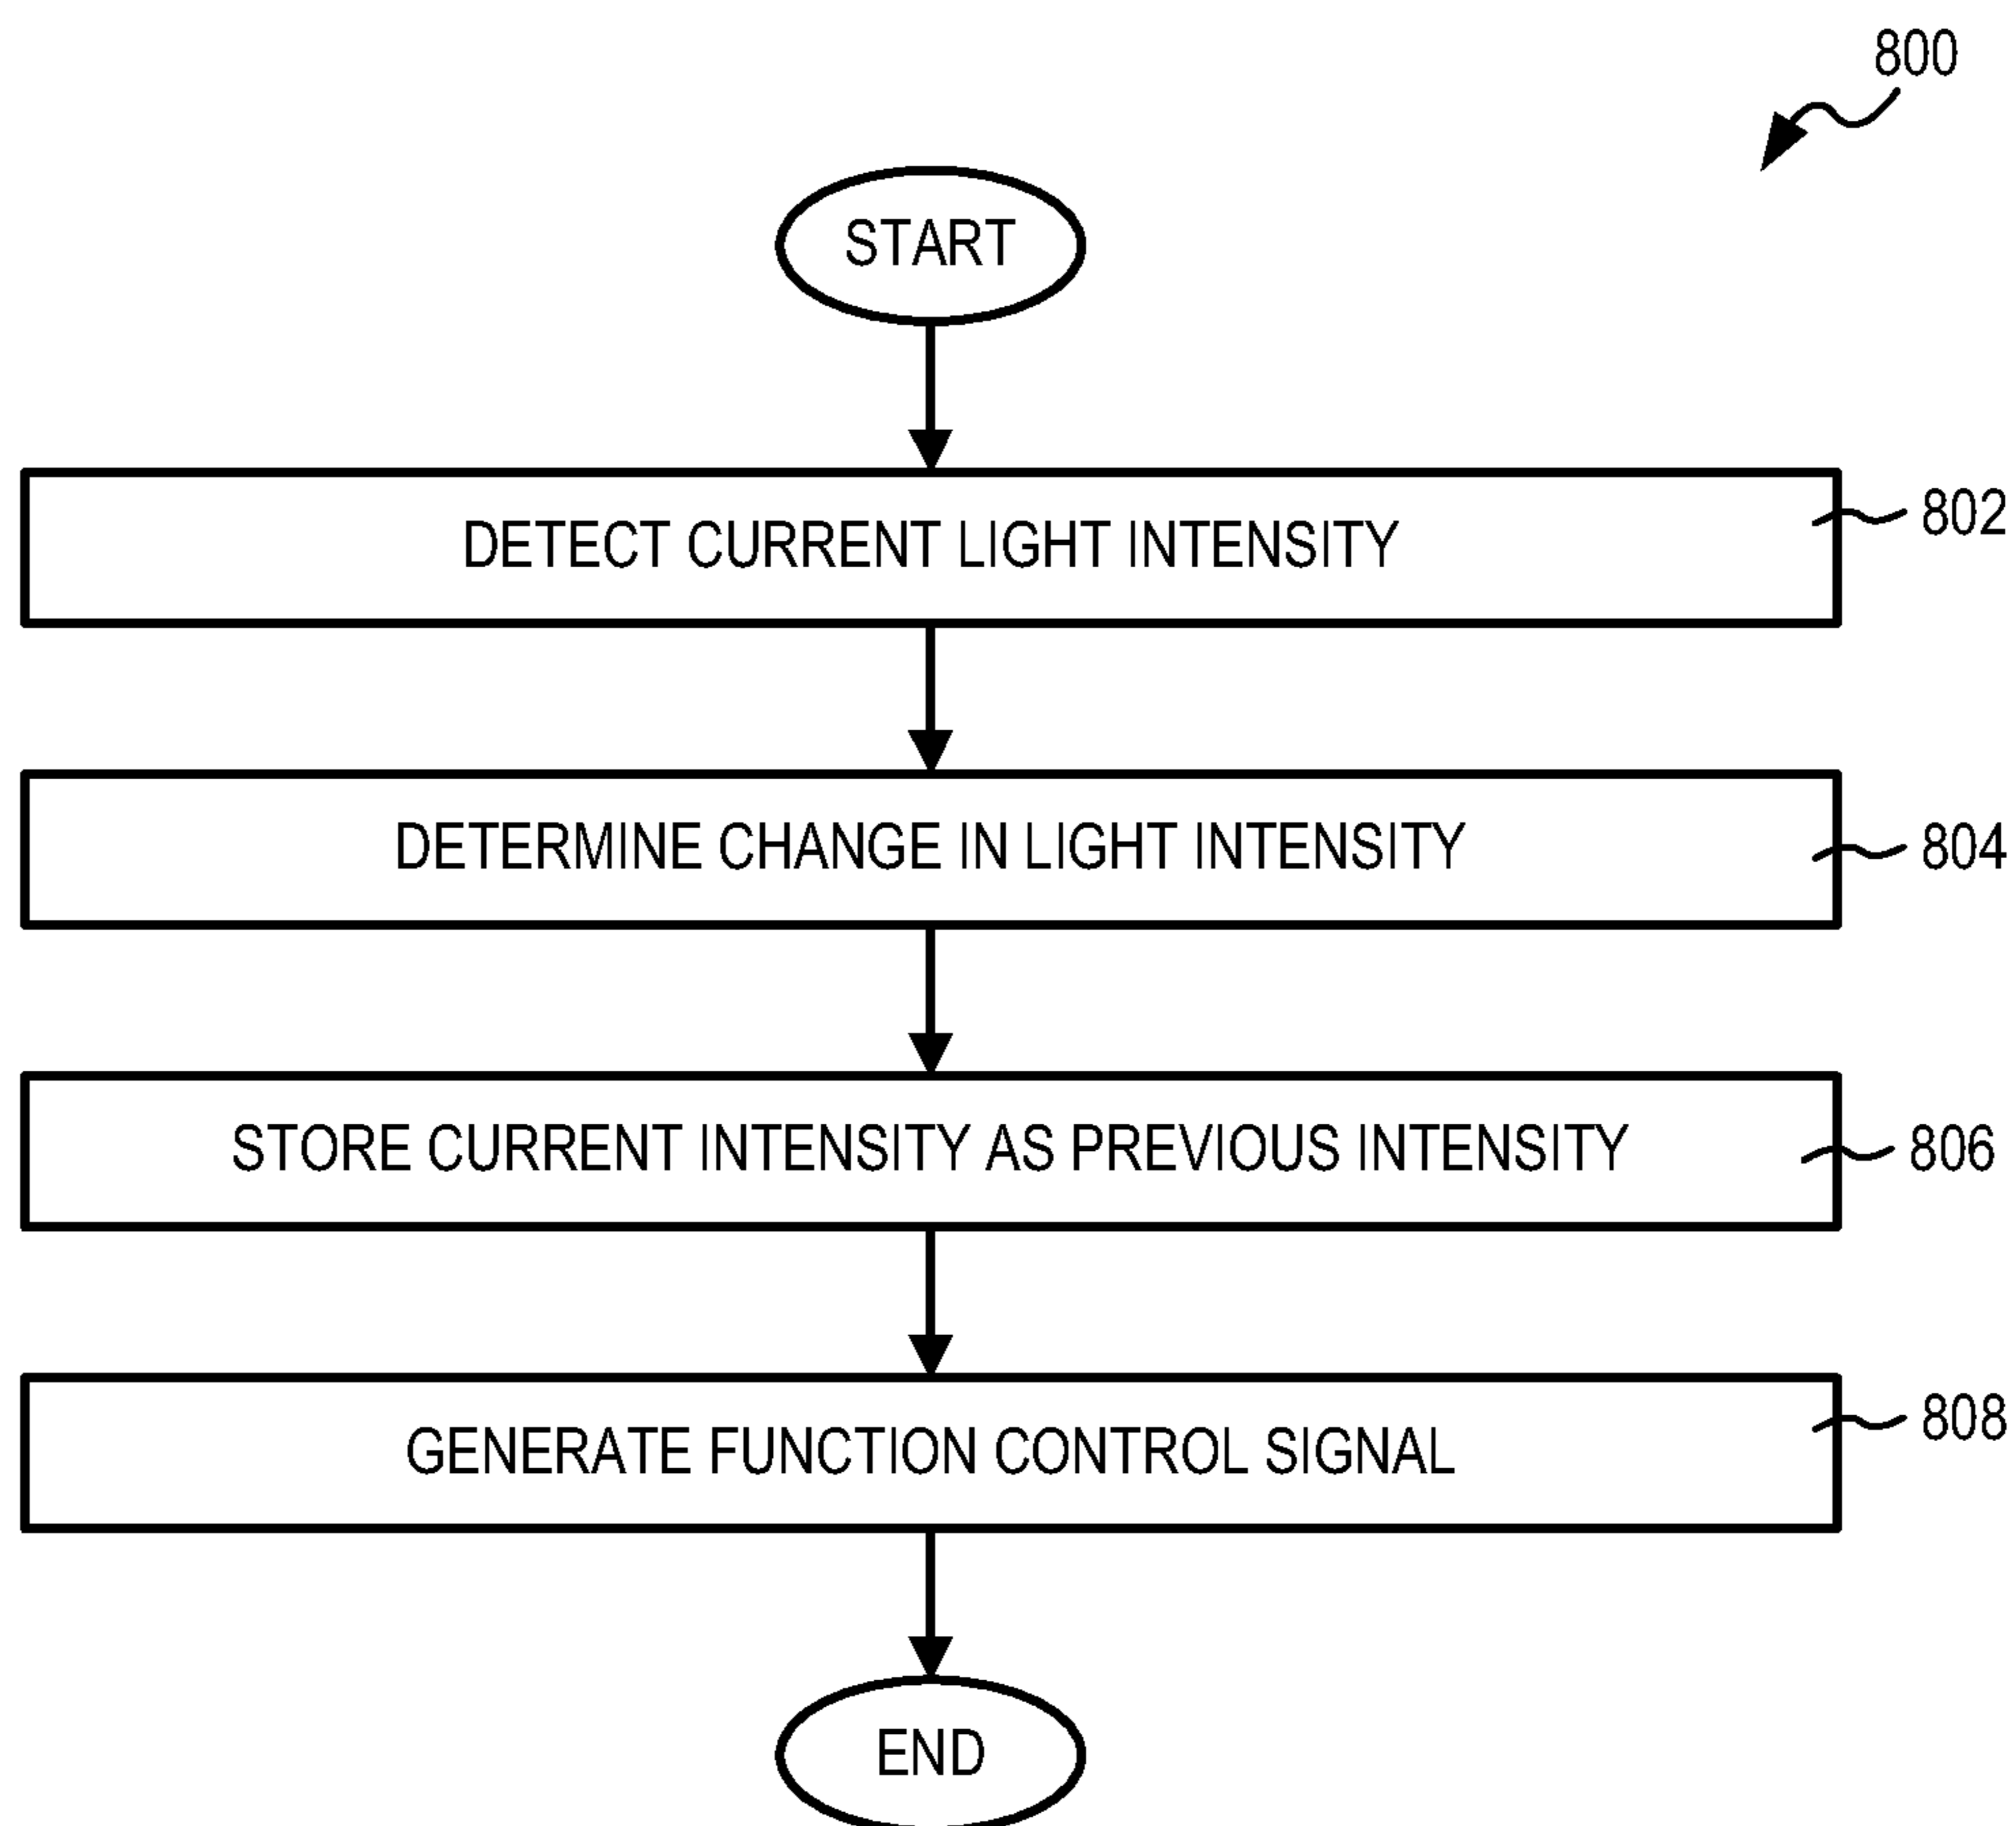 800
START
DETECT CURRENT LIGHT INTENSITY
802
DETERMINE CHANGE IN LIGHT INTENSITY
804
STORE CURRENT INTENSITY AS PREVIOUS INTENSITY
806
GENERATE FUNCTION CONTROL SIGNAL
808
END